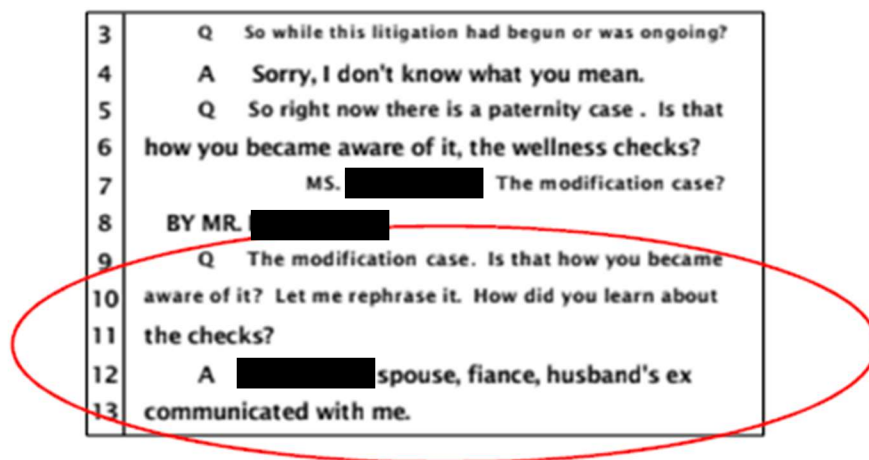 3 Q So while this litigation had begun or was ongoing?
4 A Sorry, I don't know what you mean.
5 Q So right now there is a paternity case . Is that
6 how you became aware of it, the wellness checks?
7 MS. The modification case?
8 BY MR.
9 Q The modification case. Is that how you became
10 aware of it? Let me rephrase it. How did you learn about
11 the checks?
12 A spouse, fiance, husband's ex
13 communicated with me.